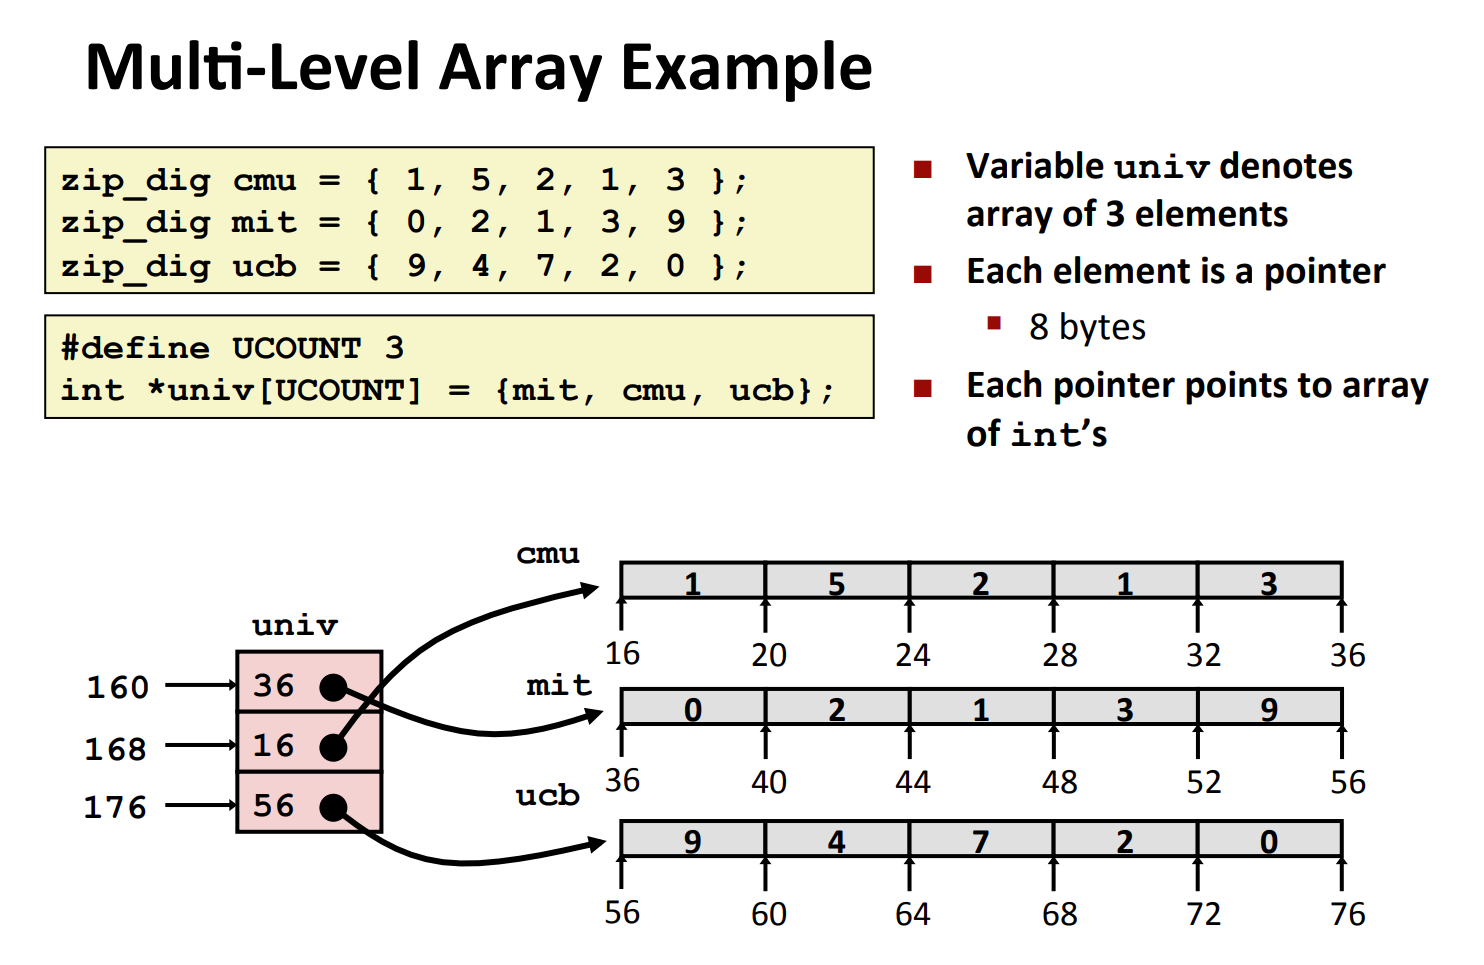 Multi-Level Array Example
zip_dig cmu = { 1, 5, 2, 1, 3 };
zip_dig mit = { 0, 2, 1, 3, 9 };
zip_dig ucb = { 9, 4, 7, 2, 0 };
#define UCOUNT 3
int *univ[UCOUNT] = {mit, cmu, ucb};
Variable univ denotes
array of 3 elements
Each element is a pointer
8 bytes
Each pointer points to array
of int's
cmu
1 5 2 1 3
16 20 24 28 32 36
univ
160 36
168 16
176 56
mit
0 2 1 3 9
36 40 44 48 52 56
ucb
9 4 7 2 0
56 60 64 68 72 76